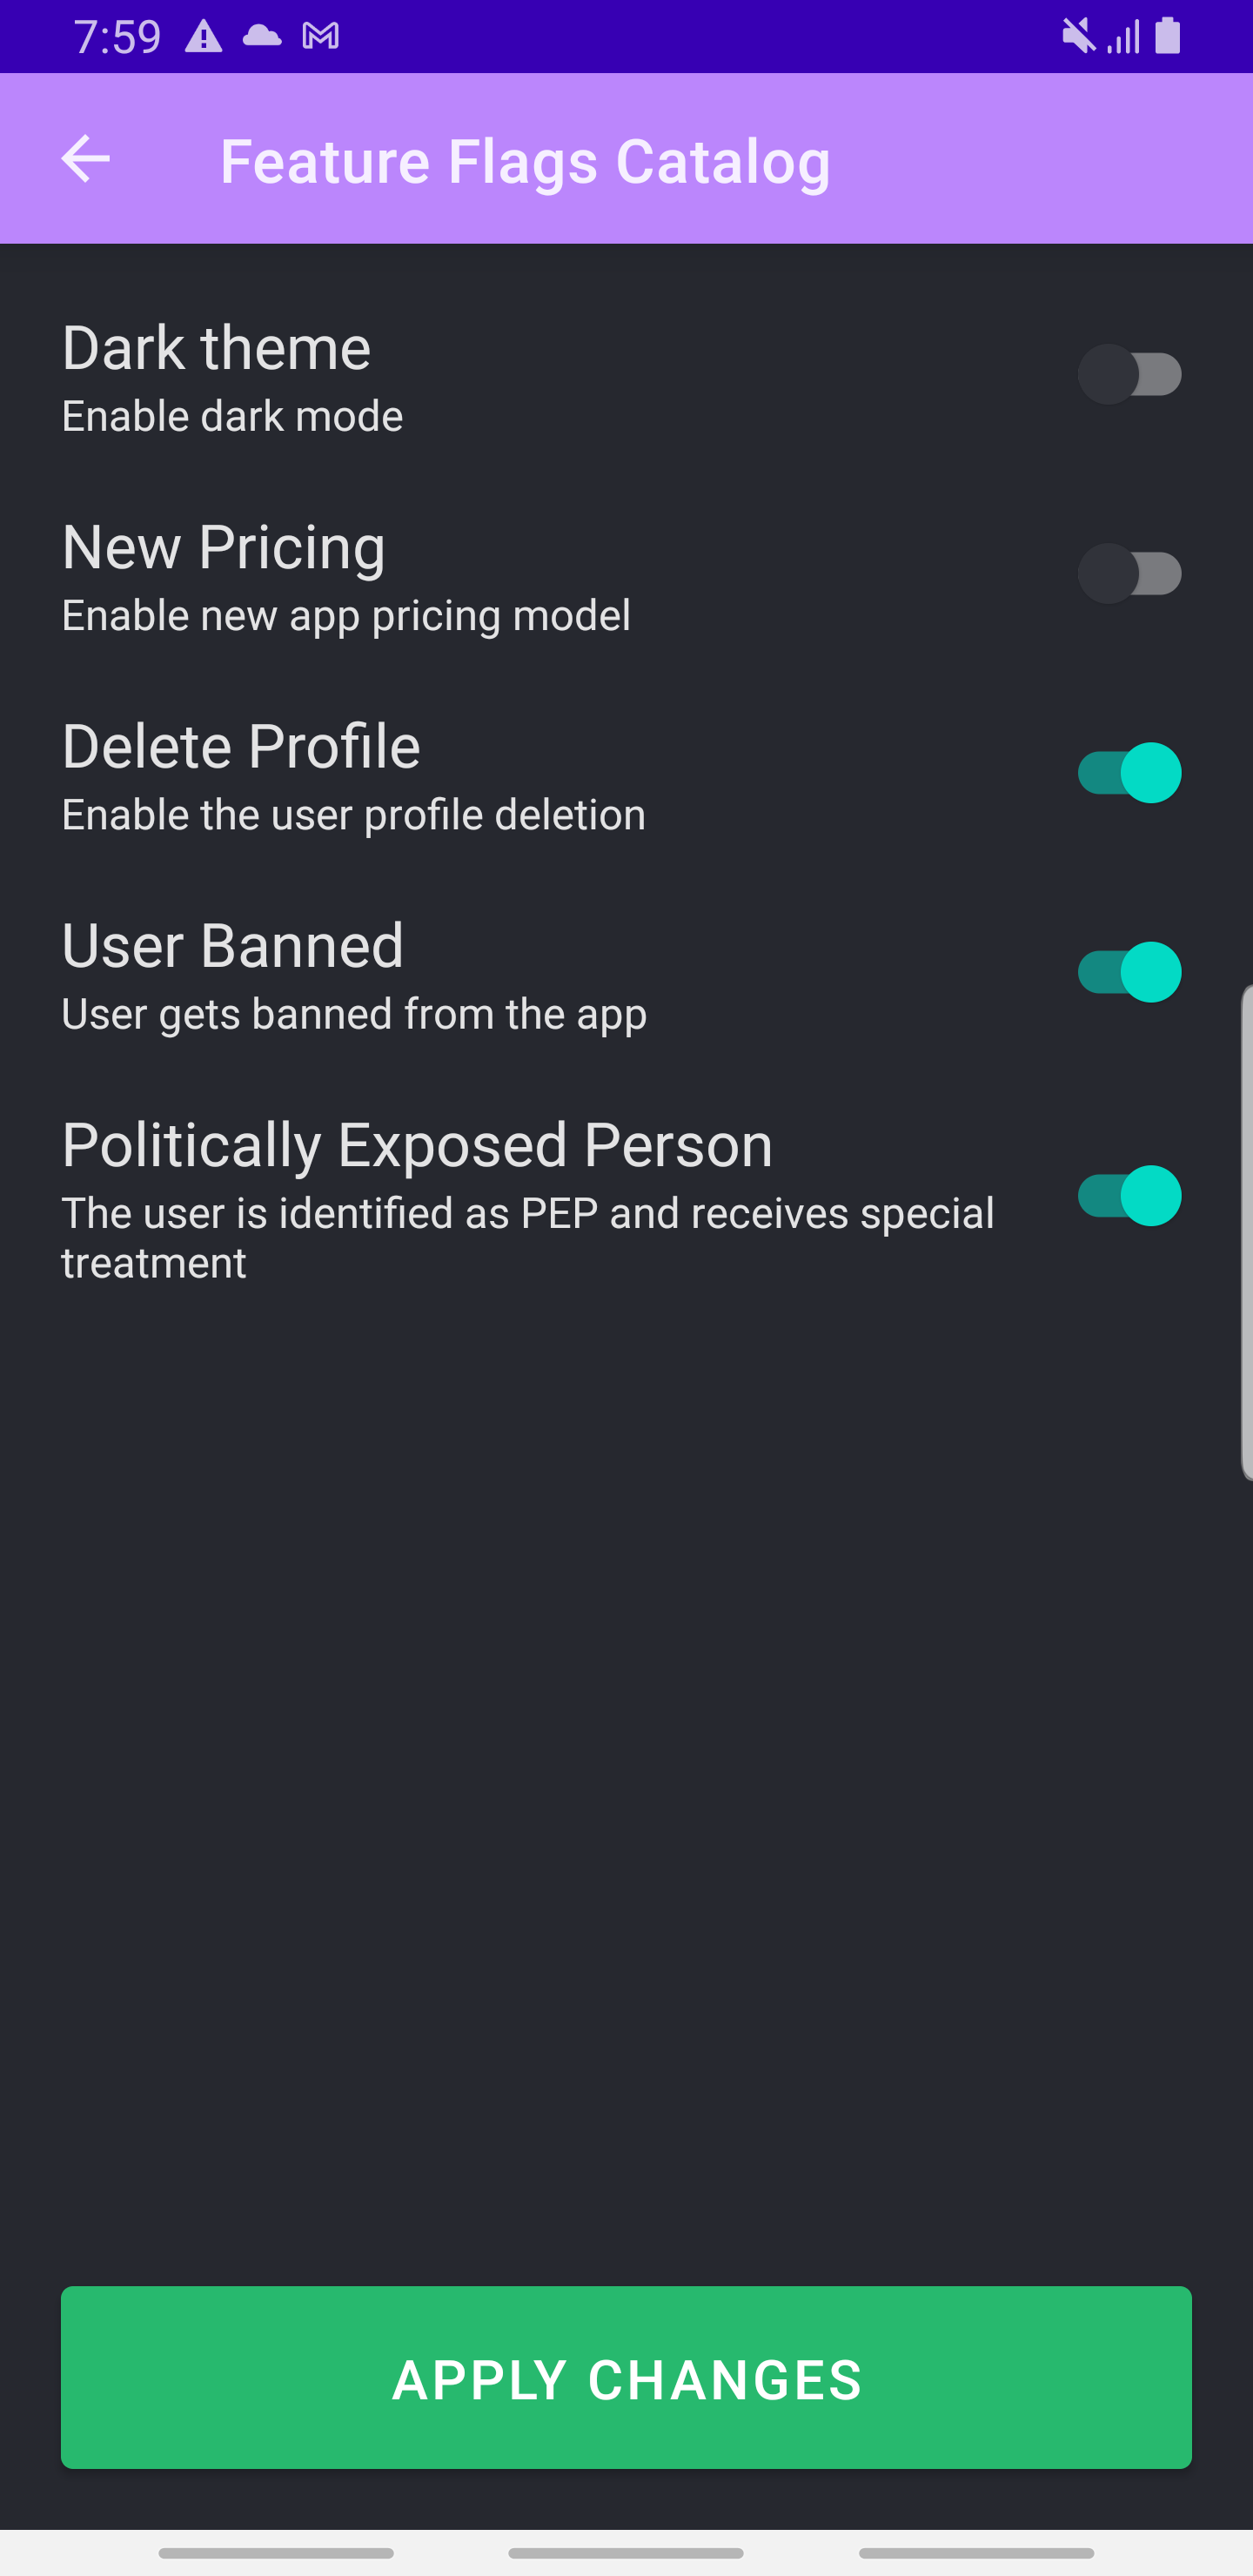 7:59
Feature Flags Catalog
Dark theme
Enable dark mode
New Pricing
Enable new app pricing model
Delete Profile
Enable the user profile deletion
User Banned
User gets banned from the app
Politically Exposed Person
The user is identified as PEP and receives special
treatment
APPLY CHANGES